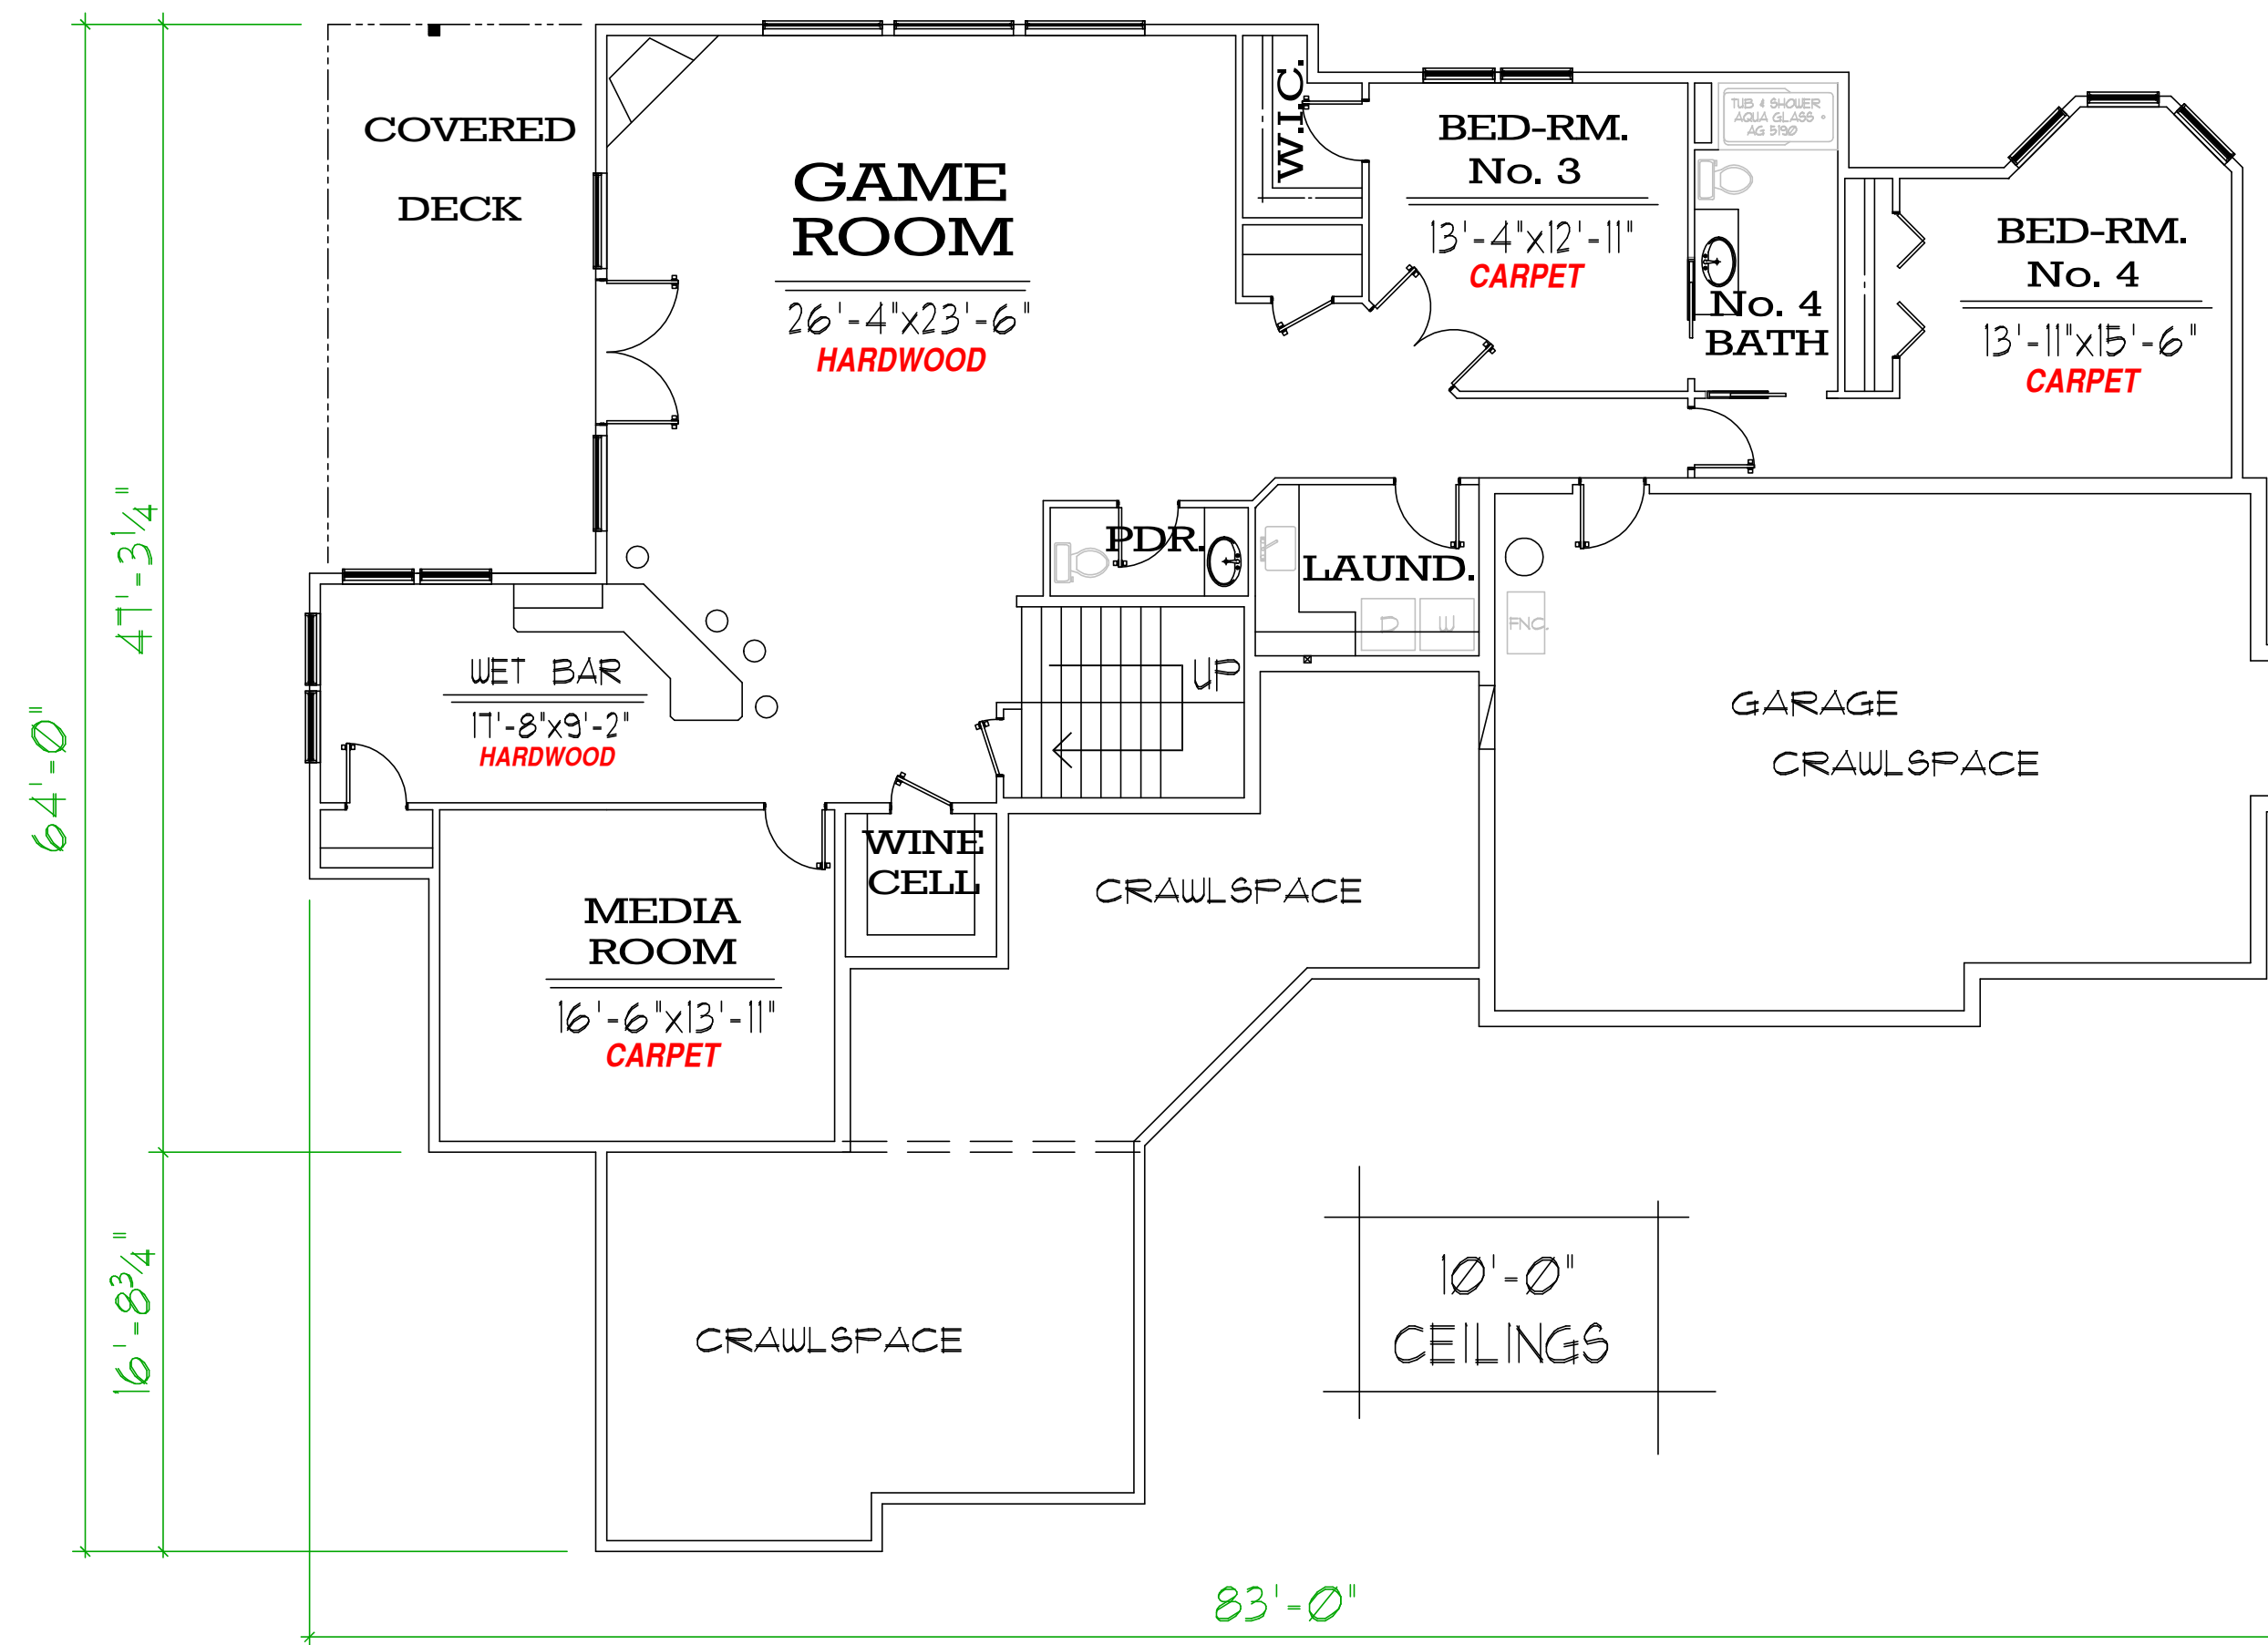 COVERED
DECK
GAME
ROOM
26'-4"x23'-6"
HARDWOOD
W.I.C.
BED-RM.
No. 3
13'-4"x12'-11"
CARPET
TUB & SHOWER
AQUA GLASS
AG 5190
No. 4
BATH
BED-RM.
No. 4
13'-11"x15'-6"
CARPET
PDR.
LAUND.
D
W
FNC.
UP
WET BAR
17'-8"x9'-2"
HARDWOOD
GARAGE
CRAWLSPACE
WINE
CELL
CRAWLSPACE
MEDIA
ROOM
16'-6"x13'-11"
CARPET
CRAWLSPACE
10'-0"
CEILINGS
64'-0"
47'-3 1/4"
16'-8 3/4"
83'-0"